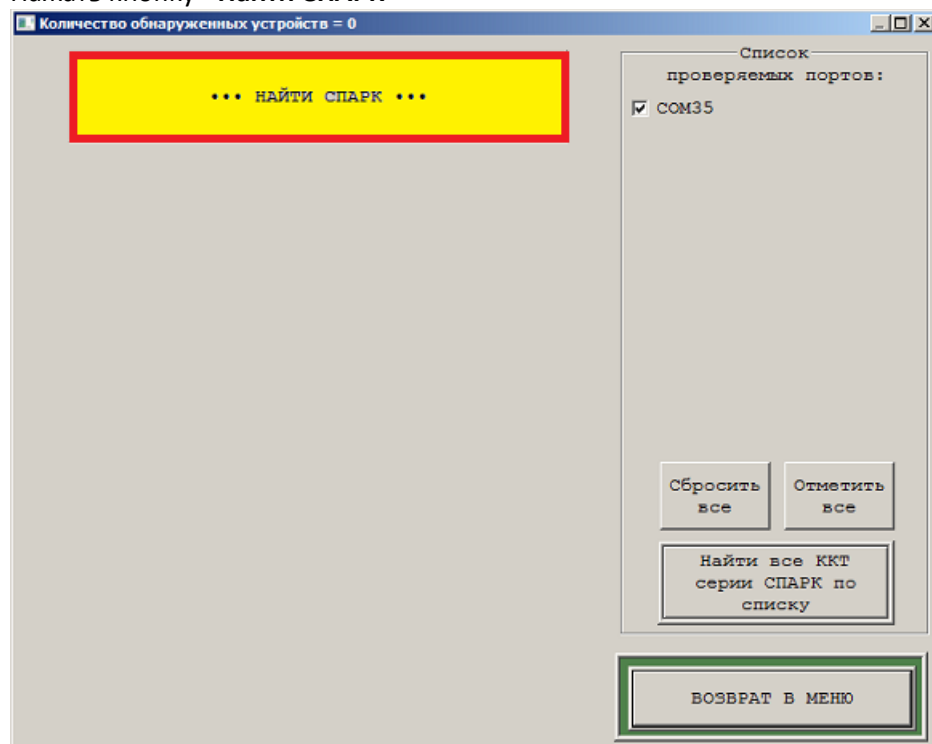 Количество обнаруженных устройств = 0
••• НАЙТИ СПАРК •••
Список
проверяемых портов:
COM35
Сбросить
все
Отметить
все
Найти все ККТ
серии СПАРК по
списку
ВОЗВРАТ В МЕНЮ